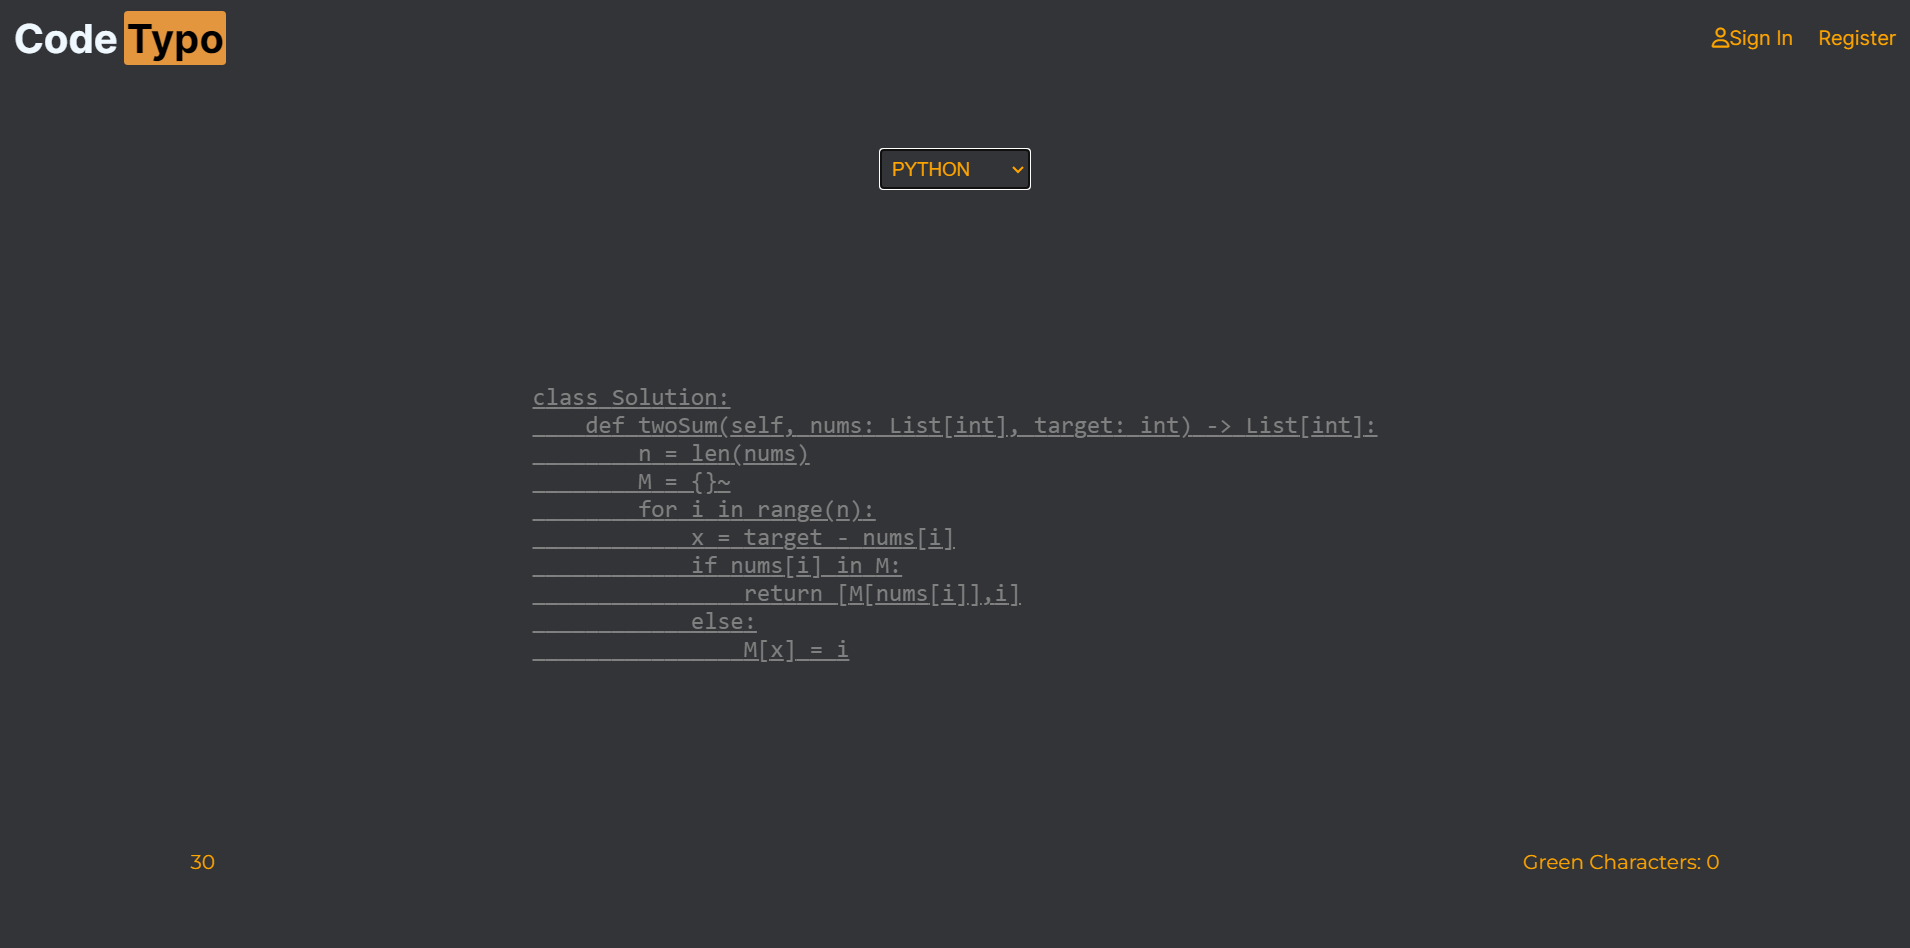 Code Typo
Sign In Register
PYTHON
class Solution:
    def twoSum(self, nums: List[int], target: int) -> List[int]:
        n = len(nums)
        M = {}~
        for i in range(n):
            x = target - nums[i]
            if nums[i] in M:
                return [M[nums[i]],i]
            else:
                M[x] = i
30
Green Characters: 0